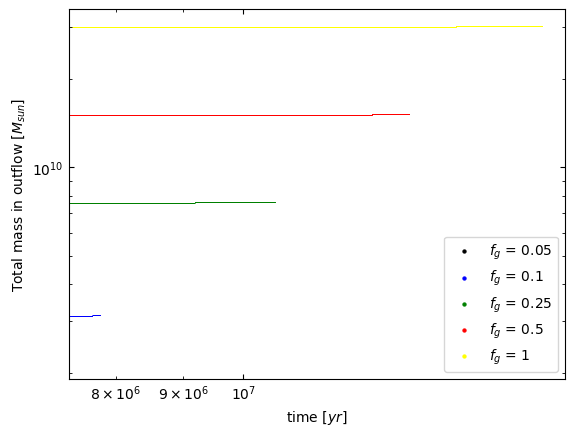 Total mass in outflow [M_sun]
10^10
8 × 10^6 9 × 10^6 10^7
time [yr]
f_g = 0.05
f_g = 0.1
f_g = 0.25
f_g = 0.5
f_g = 1